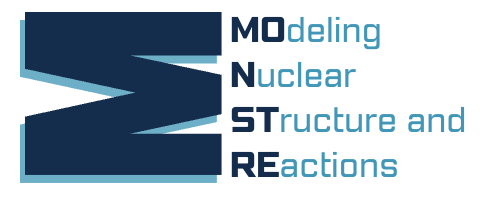 MOdeling
Nuclear
STructure and
REactions